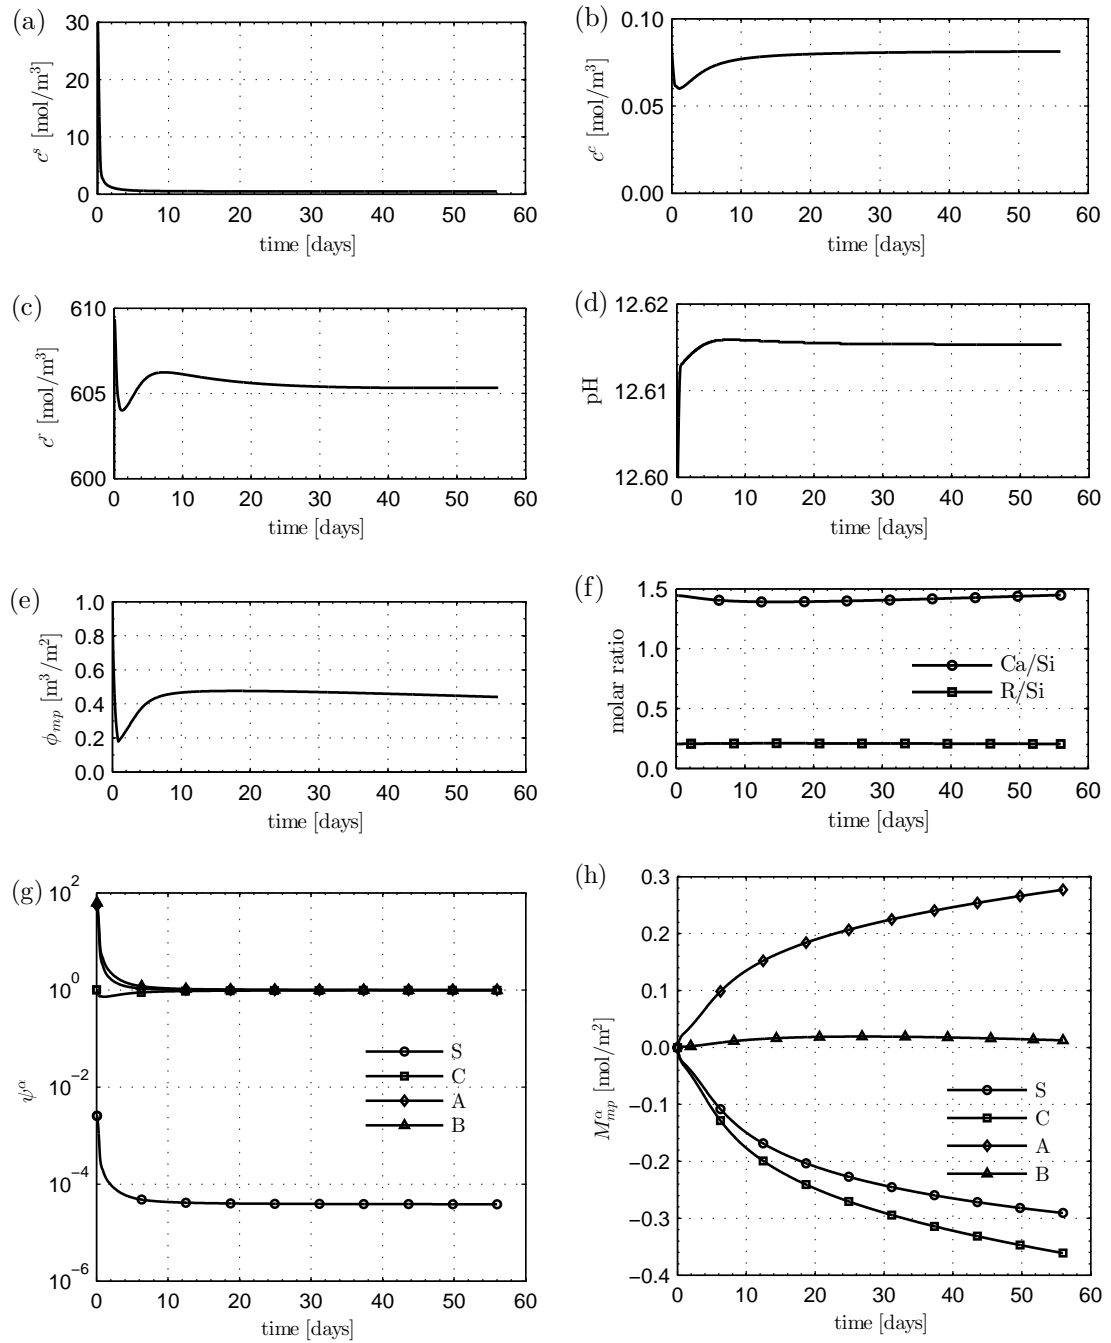 (a)
30
20
10
0
c^s [mol/m^3]
0 10 20 30 40 50 60
time [days]
(b)
0.10
0.05
0.00
c^c [mol/m^3]
0 10 20 30 40 50 60
time [days]
(c)
610
605
600
c^r [mol/m^3]
0 10 20 30 40 50 60
time [days]
(d)
12.62
12.61
12.60
pH
0 10 20 30 40 50 60
time [days]
(e)
1.0
0.8
0.6
0.4
0.2
0.0
ϕ_mp [m^3/m^2]
0 10 20 30 40 50 60
time [days]
(f)
1.5
1.0
0.5
0.0
molar ratio
Ca/Si
R/Si
0 10 20 30 40 50 60
time [days]
(g)
10^2
10^0
10^−2
10^−4
10^−6
ψ^α
S
C
A
B
0 10 20 30 40 50 60
time [days]
(h)
0.3
0.2
0.1
0.0
−0.1
−0.2
−0.3
−0.4
M^α_mp [mol/m^2]
S
C
A
B
0 10 20 30 40 50 60
time [days]